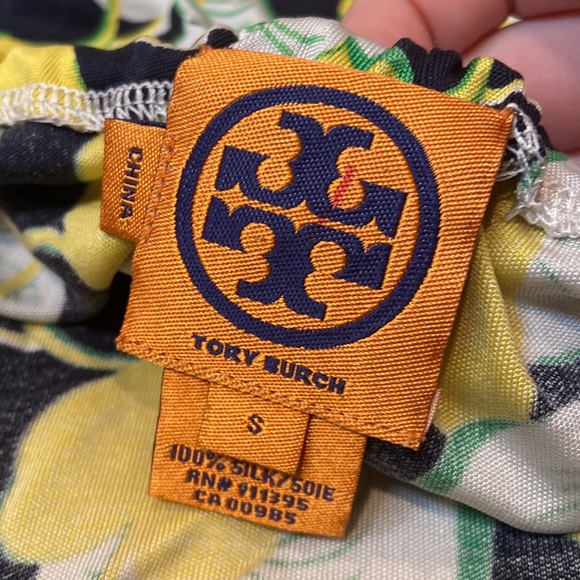 CHINA
TORY BURCH
S
100% SILK/SOIE
RN# 111395
CA 00985